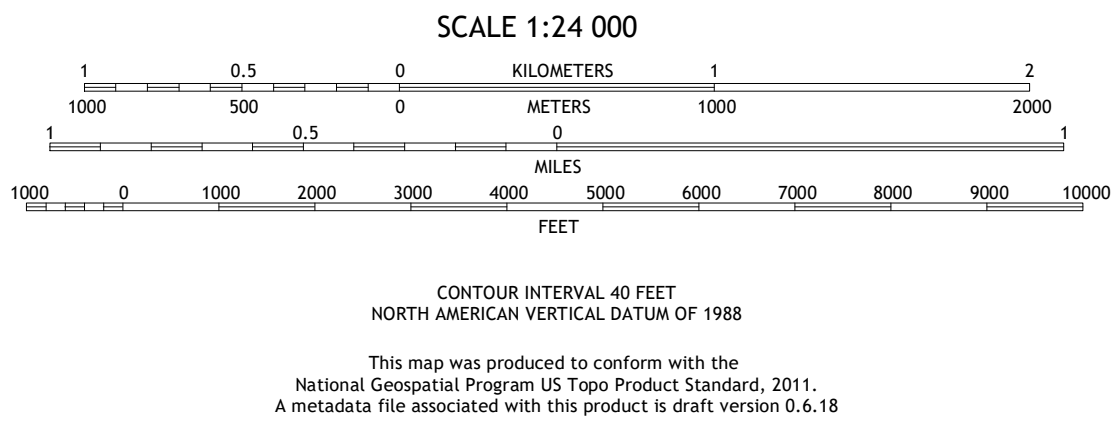 SCALE 1:24 000
1 0.5 0 KILOMETERS 1 2
1000 500 0 METERS 1000 2000
1 0.5 0 1
MILES
1000 0 1000 2000 3000 4000 5000 6000 7000 8000 9000 10000
FEET
CONTOUR INTERVAL 40 FEET
NORTH AMERICAN VERTICAL DATUM OF 1988
This map was produced to conform with the
National Geospatial Program US Topo Product Standard, 2011.
A metadata file associated with this product is draft version 0.6.18